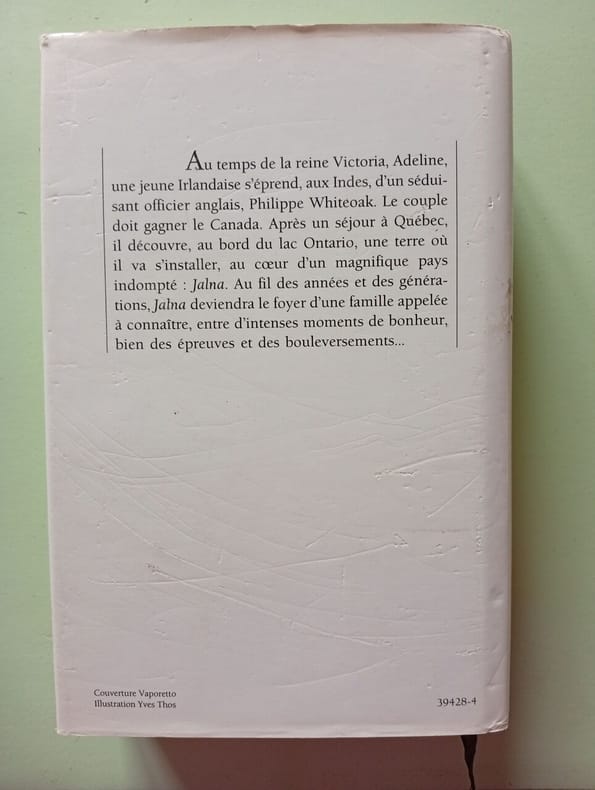 Au temps de la reine Victoria, Adeline,
une jeune Irlandaise s'éprend, aux Indes, d'un sédui-
sant officier anglais, Philippe Whiteoak. Le couple
doit gagner le Canada. Après un séjour à Québec,
il découvre, au bord du lac Ontario, une terre où
il va s'installer, au cœur d'un magnifique pays
indompté : Jalna. Au fil des années et des généra-
tions, Jalna deviendra le foyer d'une famille appelée
à connaître, entre d'intenses moments de bonheur,
bien des épreuves et des bouleversements...
Couverture Vaporetto
Illustration Yves Thos
39428-4